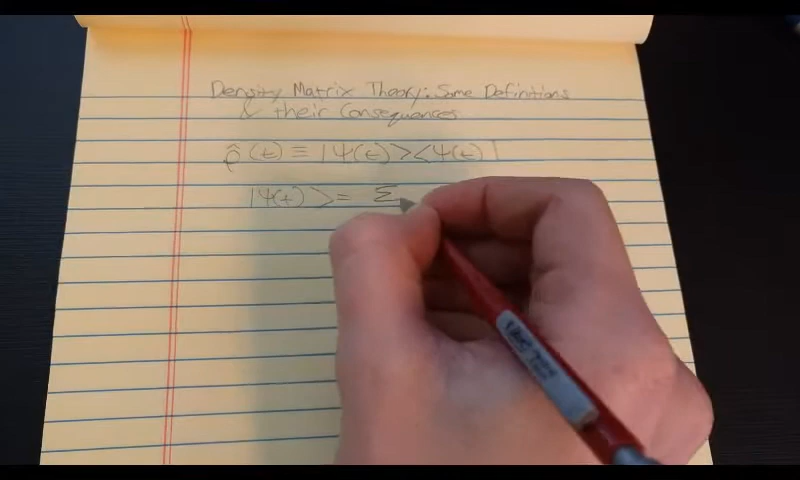 Density Matrix Theory: Some Definitions
& their Consequences
ρ̂(t) ≡ |Ψ(t)><Ψ(t)|
|Ψ(t)> = Σ